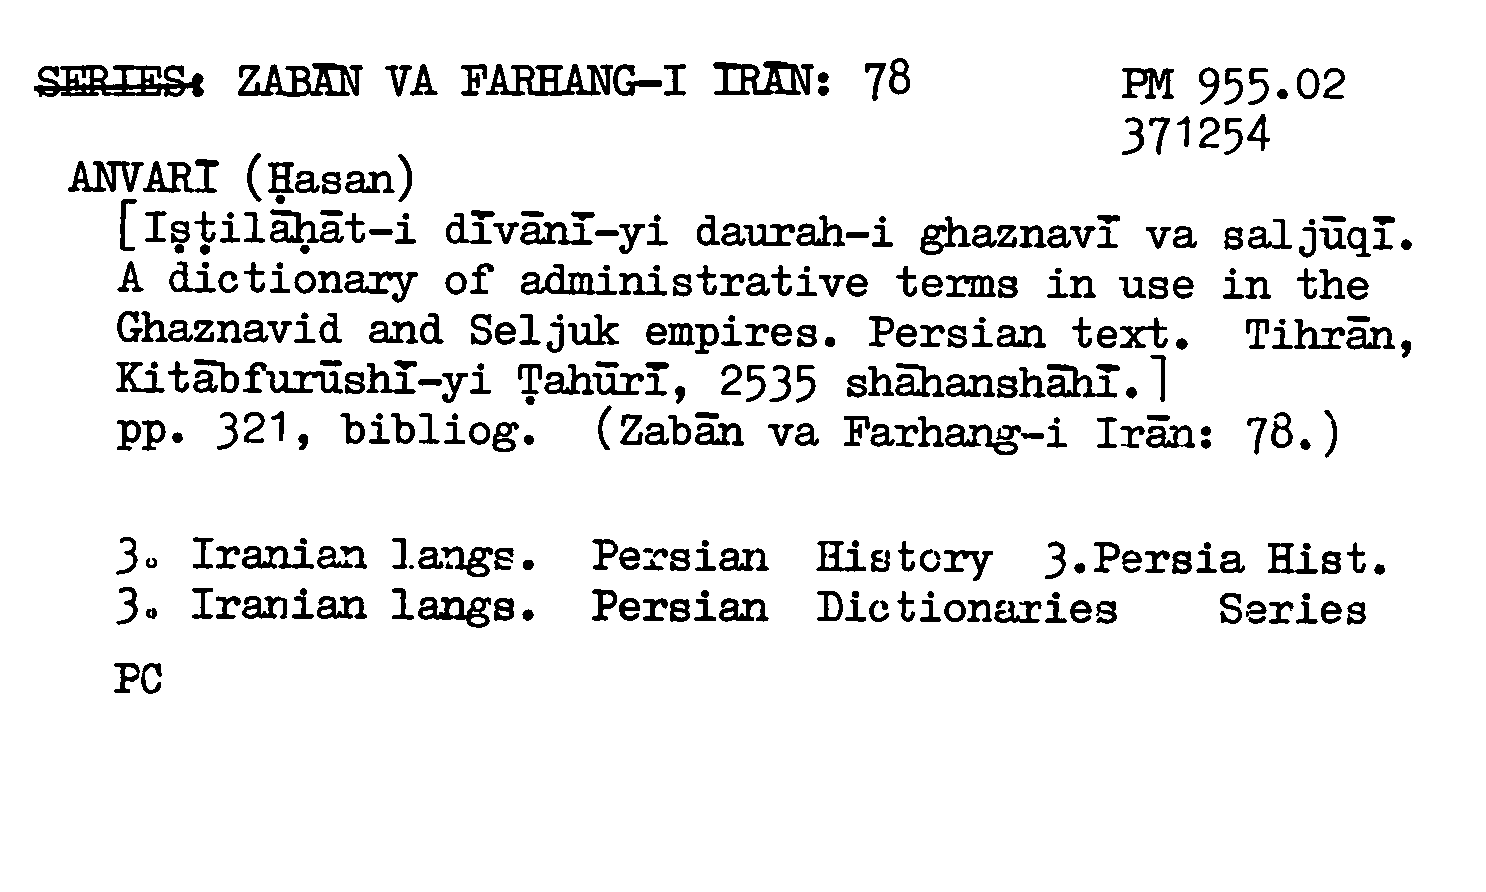 SERIES: ZABĀN VA FARHANG-I IRĀN: 78 PM 955.02
371254
ANVARĪ (Ḥasan)
[Iṣṭilāḥāt-i dīvānī-yi daurah-i ghaznavī va saljūqī.
A dictionary of administrative terms in use in the
Ghaznavid and Seljuk empires. Persian text. Tihrān,
Kitābfurūshī-yi Ṭahūrī, 2535 shāhanshāhī.]
pp. 321, bibliog. (Zabān va Farhang-i Irān: 78.)
3. Iranian langs. Persian History 3.Persia Hist.
3. Iranian langs. Persian Dictionaries Series
PC